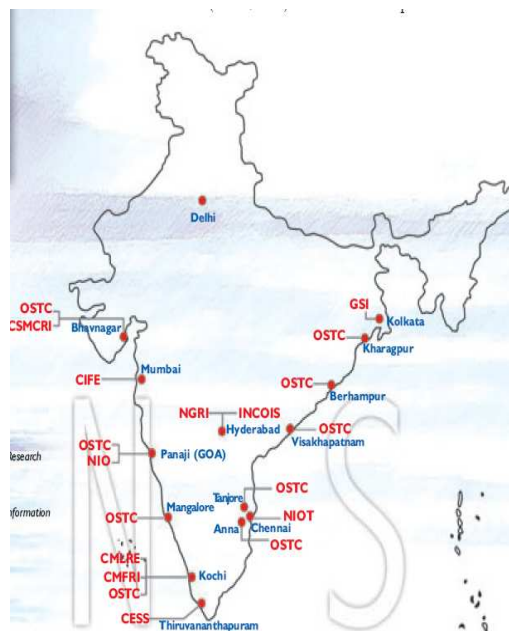 Delhi
GSI
Kolkata
OSTC
Kharagpur
OSTC
CSMCRI
Bhavnagar
Mumbai
CIFE
OSTC
Berhampur
NGRI
INCOIS
Hyderabad
OSTC
Visakhapatnam
OSTC
NIO
Panaji (GOA)
Research
OSTC
Tanjore
nformation
Mangalore
OSTC
NIOT
Anna
Chennai
OSTC
CMLRE
CMFRI
OSTC
Kochi
CESS
Thiruvananthapuram
N
S